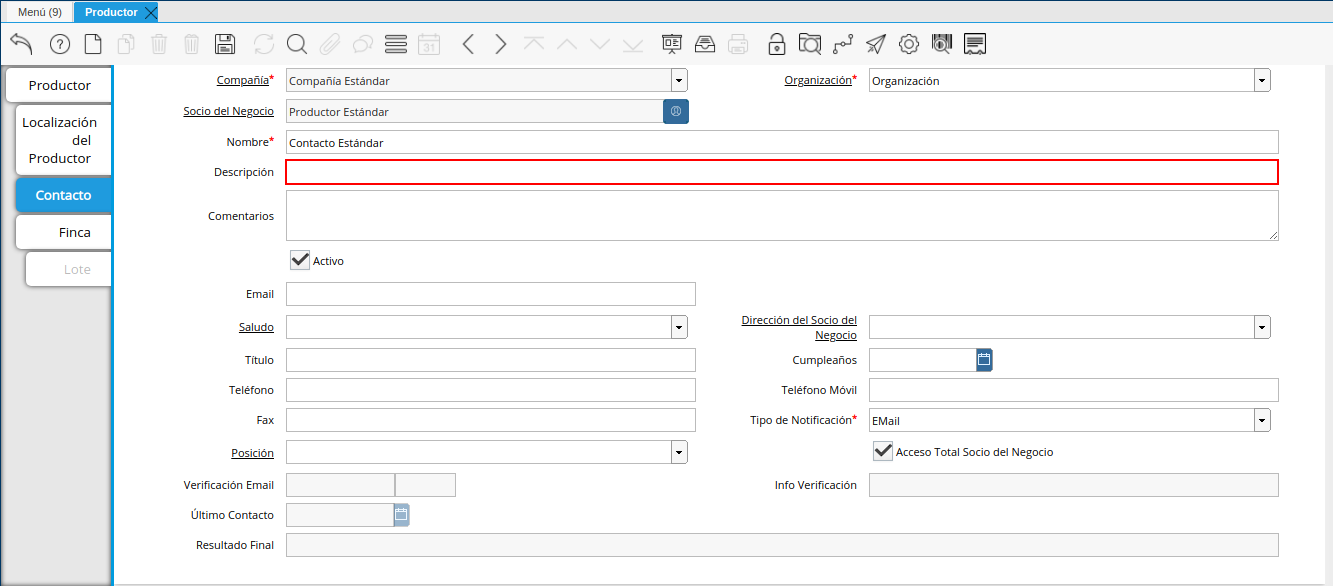 Menú (9)
Productor
31
Productor
Localización
del
Productor
Contacto
Finca
Lote
Compañía*
Compañía Estándar
Organización*
Organización
Socio del Negocio
Productor Estándar
Nombre*
Contacto Estándar
Descripción
Comentarios
Activo
Email
Saludo
Dirección del Socio del
Negocio
Título
Cumpleaños
Teléfono
Teléfono Móvil
Fax
Tipo de Notificación*
EMail
Posición
Acceso Total Socio del Negocio
Verificación Email
Info Verificación
Último Contacto
Resultado Final